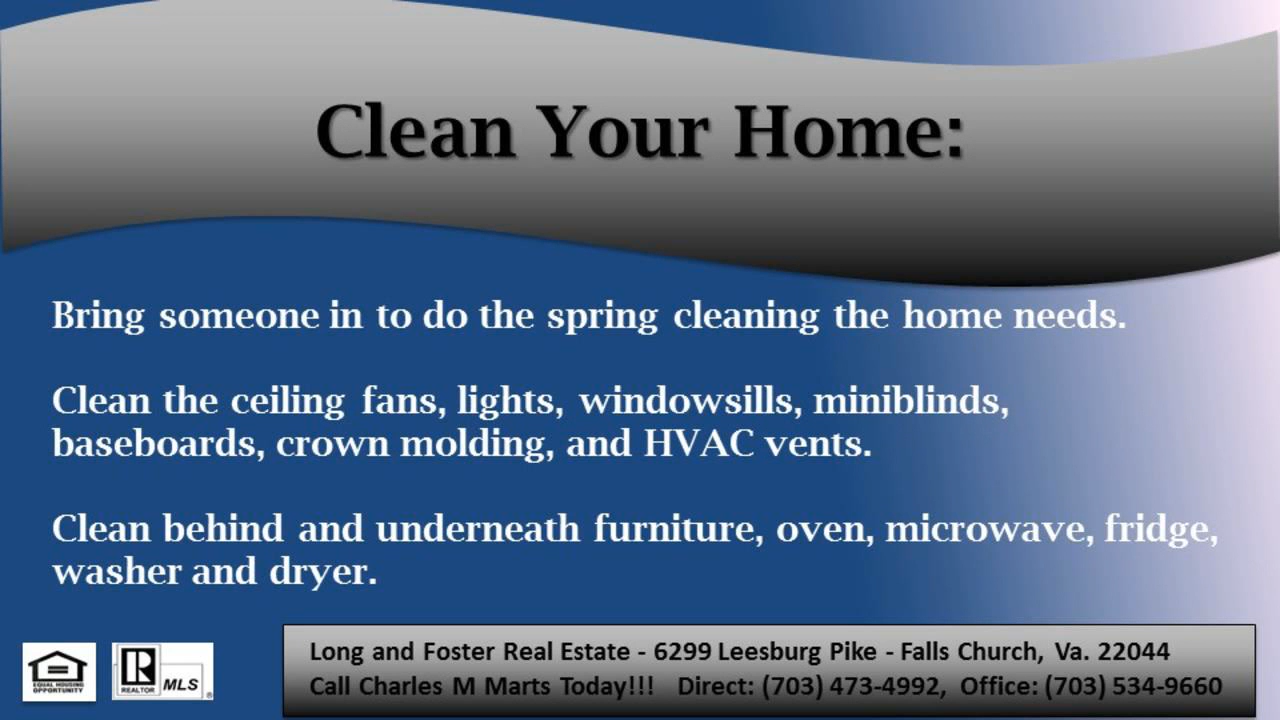 Clean Your Home:
Bring someone in to do the spring cleaning the home needs.
Clean the ceiling fans, lights, windowsills, miniblinds,
baseboards, crown molding, and HVAC vents.
Clean behind and underneath furniture, oven, microwave, fridge,
washer and dryer.
EQUAL HOUSING
OPPORTUNITY
R
REALTOR
MLS
®
Long and Foster Real Estate - 6299 Leesburg Pike - Falls Church, Va. 22044
Call Charles M Marts Today!!! Direct: (703) 473-4992, Office: (703) 534-9660